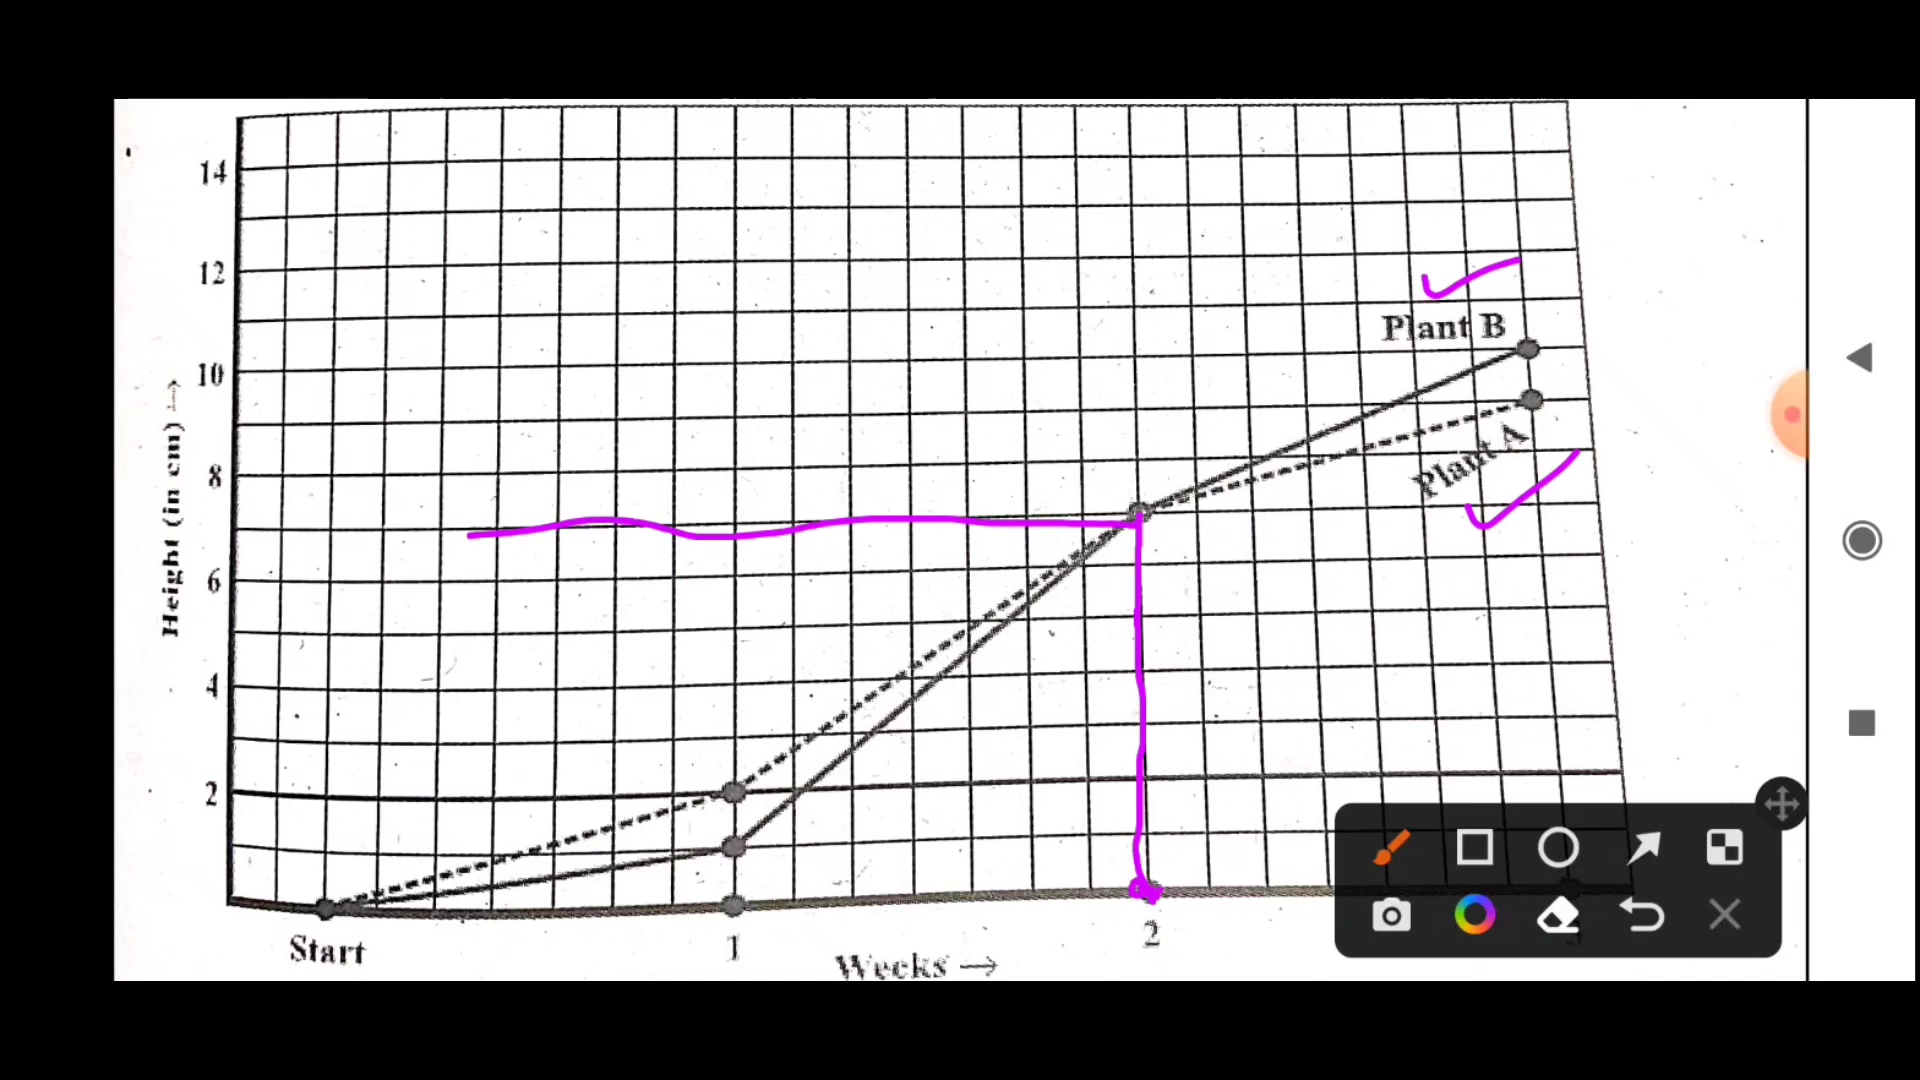 14
12
10
8
6
4
2
Height (in cm) →
Plant B
Plant A
Start
1
2
Weeks →